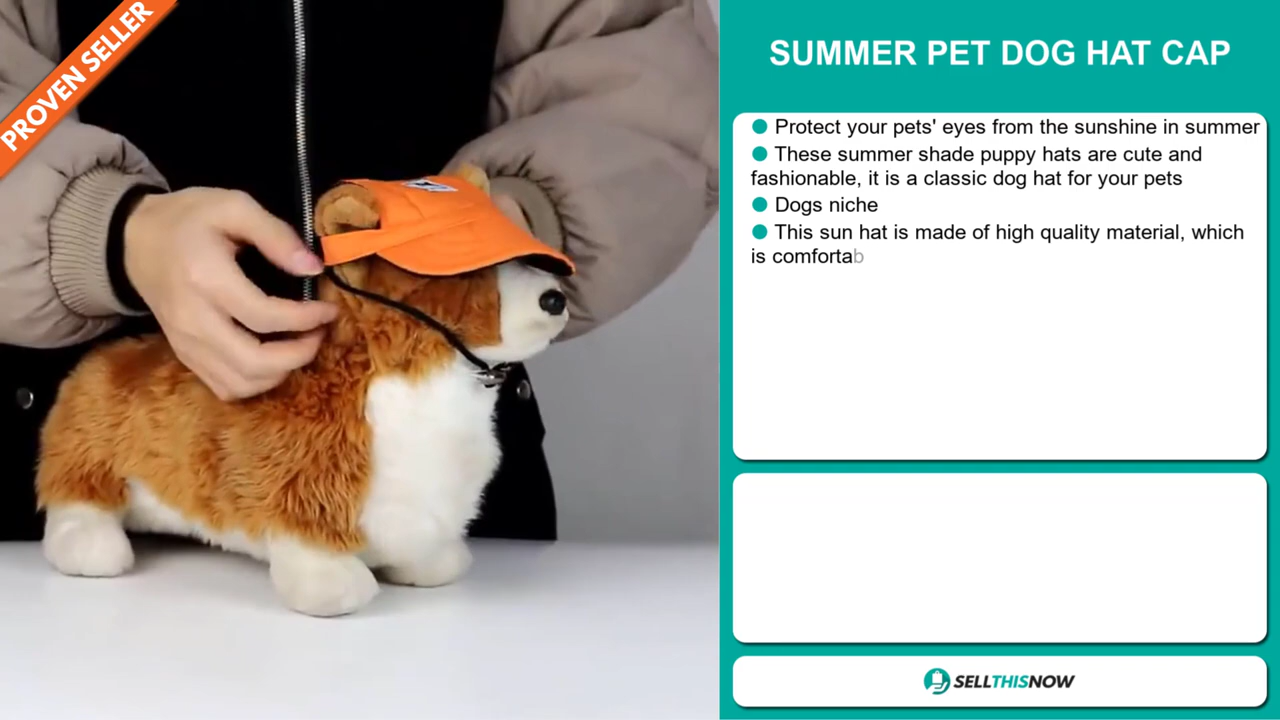 PROVEN SELLER
SUMMER PET DOG HAT CAP
● Protect your pets' eyes from the sunshine in summer
● These summer shade puppy hats are cute and
fashionable, it is a classic dog hat for your pets
● Dogs niche
● This sun hat is made of high quality material, which
is comfortab
SELLTHISNOW